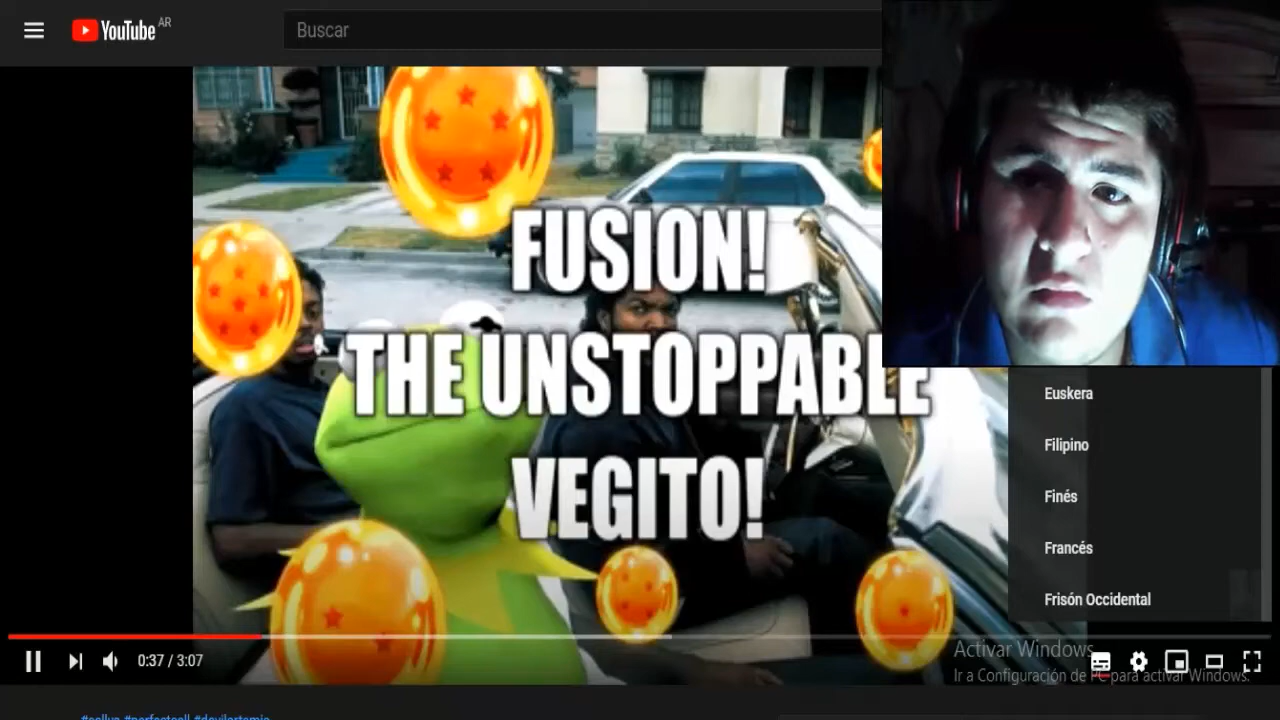 YouTube AR
Buscar
FUSION!
THE UNSTOPPABLE
VEGITO!
Euskera
Filipino
Finés
Francés
Frisón Occidental
0:37 / 3:07
Activar Windows
Ir a Configuración de PC para activar Windows.